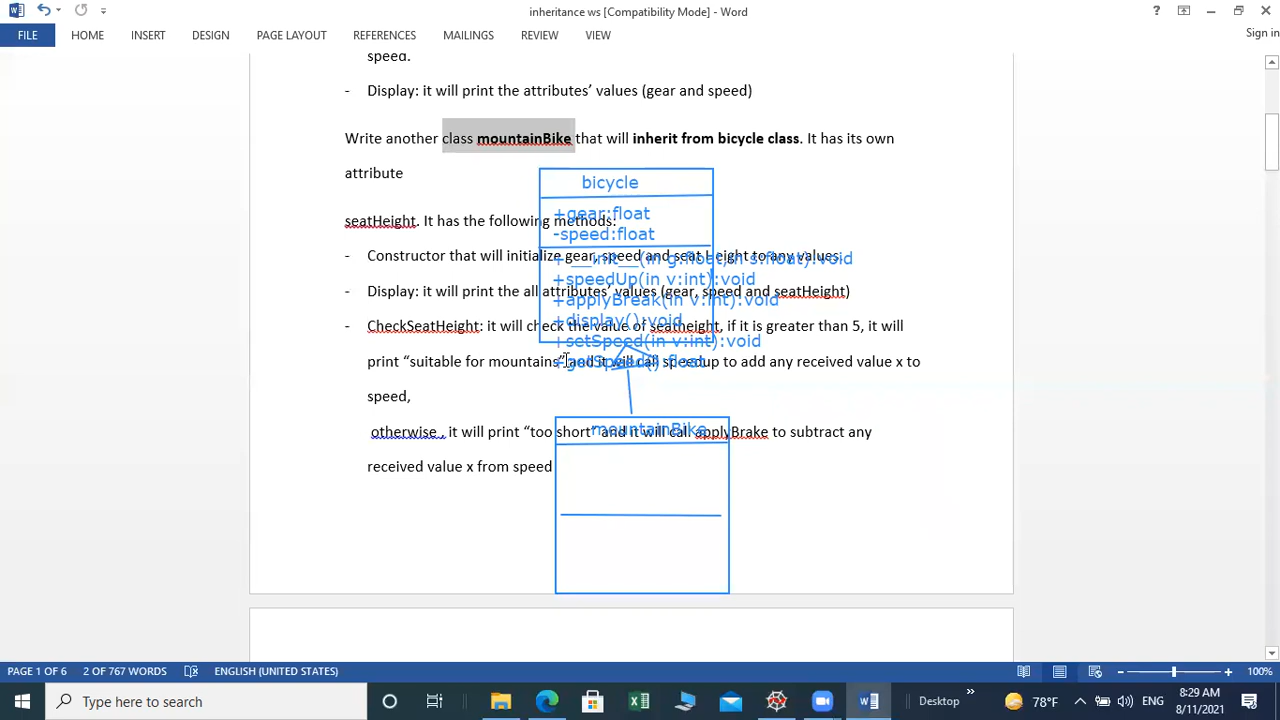 inheritance ws [Compatibility Mode] - Word
?
FILE HOME INSERT DESIGN PAGE LAYOUT REFERENCES MAILINGS REVIEW VIEW Sign in
speed.
- Display: it will print the attributes’ values (gear and speed)
Write another class mountainBike that will inherit from bicycle class. It has its own
attribute
bicycle
+gear:float
seatHeight. It has the following methods:
-speed:float
- Constructor that will initialize gear, speed and seat Height to any values.
+ __init__(in g:float,in s:float):void
+speedUp(in v:int):void
- Display: it will print the all attributes’ values (gear, speed and seatHeight)
+applyBreak(in v:int):void
+display():void
- CheckSeatHeight: it will check the value of seatheight, if it is greater than 5, it will
+setSpeed(in v:int):void
print “suitable for mountains” and it will call speedup to add any received value x to
+getSpeed():float
speed,
mountainBike
otherwise , it will print “too short” and it will call applyBrake to subtract any
received value x from speed
PAGE 1 OF 6 2 OF 767 WORDS ENGLISH (UNITED STATES) 100%
Type here to search Desktop 78°F ENG 8:29 AM
8/11/2021